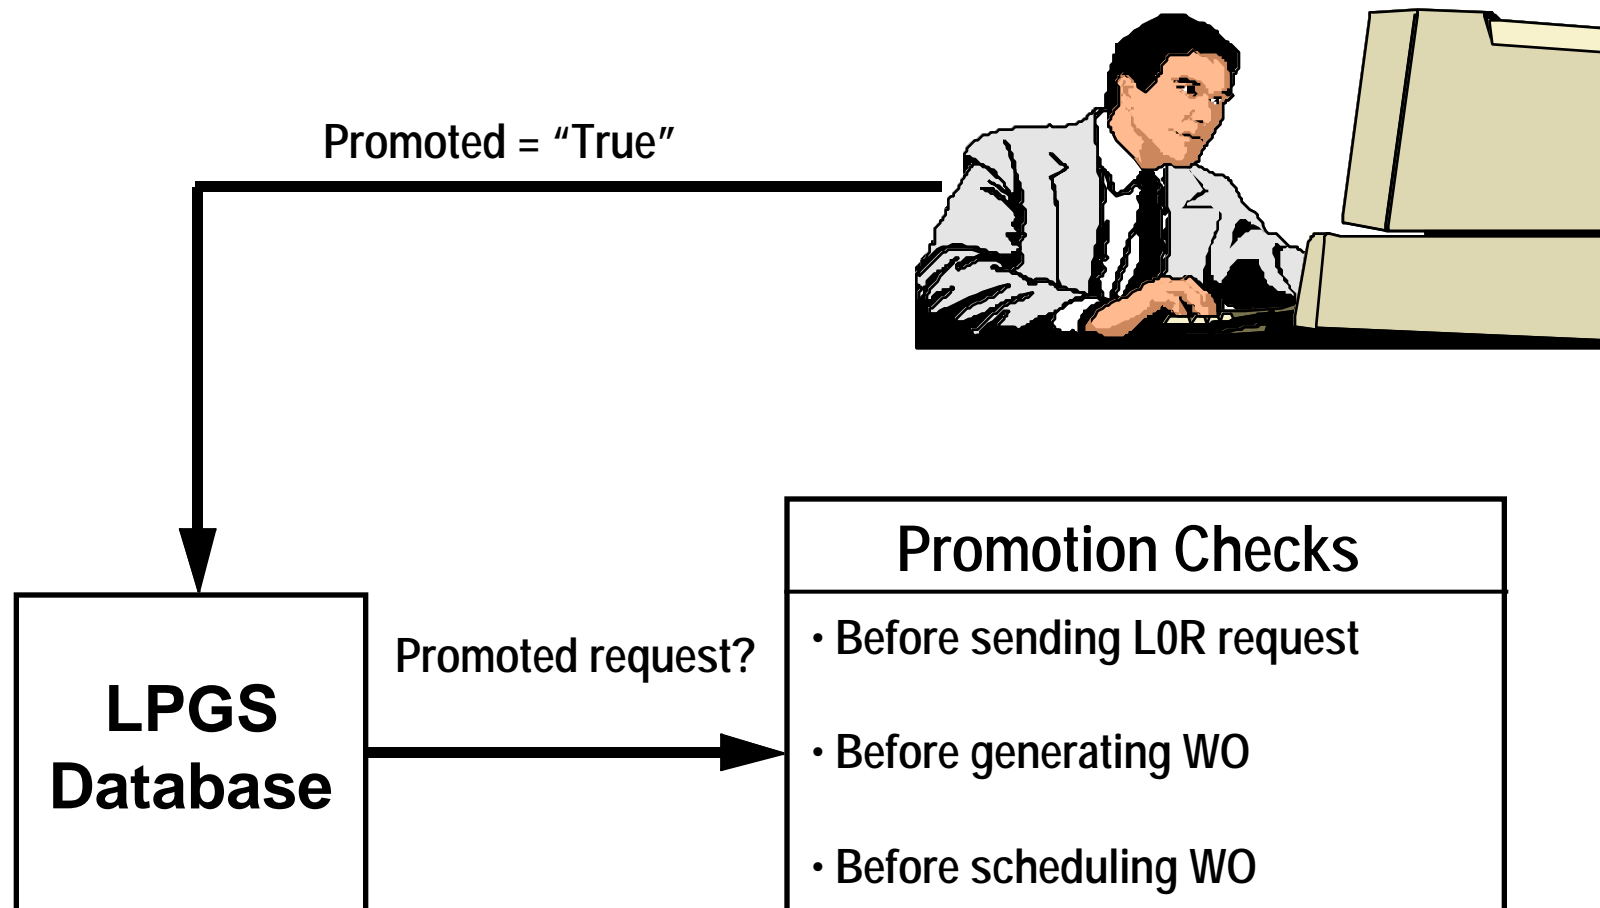 Promoted = “True”
Promotion Checks
Promoted request?
LPGS
Database
• Before sending L0R request
• Before generating WO
• Before scheduling WO